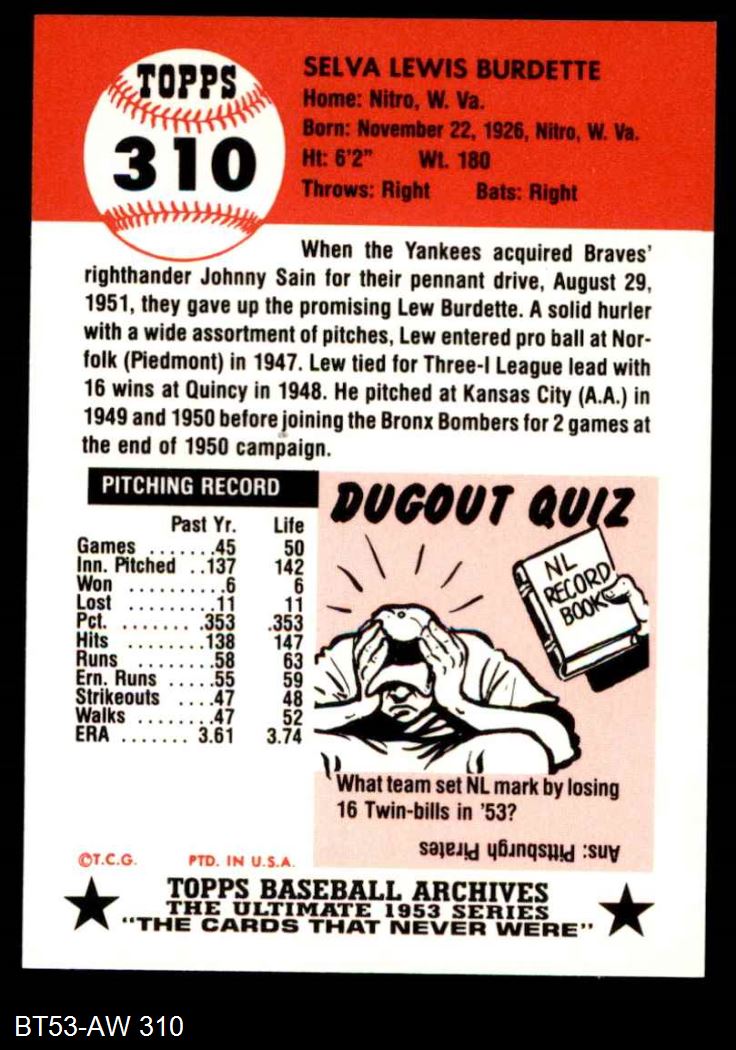 TOPPS
310
SELVA LEWIS BURDETTE
Home: Nitro, W. Va.
Born: November 22, 1926, Nitro, W. Va.
Ht: 6'2" Wt. 180
Throws: Right Bats: Right
When the Yankees acquired Braves'
righthander Johnny Sain for their pennant drive, August 29,
1951, they gave up the promising Lew Burdette. A solid hurler
with a wide assortment of pitches, Lew entered pro ball at Nor-
folk (Piedmont) in 1947. Lew tied for Three-I League lead with
16 wins at Quincy in 1948. He pitched at Kansas City (A.A.) in
1949 and 1950 before joining the Bronx Bombers for 2 games at
the end of 1950 campaign.
PITCHING RECORD
Past Yr. Life
Games .......45 50
Inn. Pitched ..137 142
Won ..........6 6
Lost .........11 11
Pct. ........353 .353
Hits ........138 147
Runs ........58 63
Ern. Runs ....55 59
Strikeouts ....47 48
Walks ........47 52
ERA ....... 3.61 3.74
DUGOUT QUIZ
NL
RECORD
BOOK
What team set NL mark by losing
16 Twin-bills in '53?
Ans: Pittsburgh Pirates
©T.C.G. PTD. IN U.S.A.
TOPPS BASEBALL ARCHIVES
THE ULTIMATE 1953 SERIES
"THE CARDS THAT NEVER WERE"
BT53-AW 310